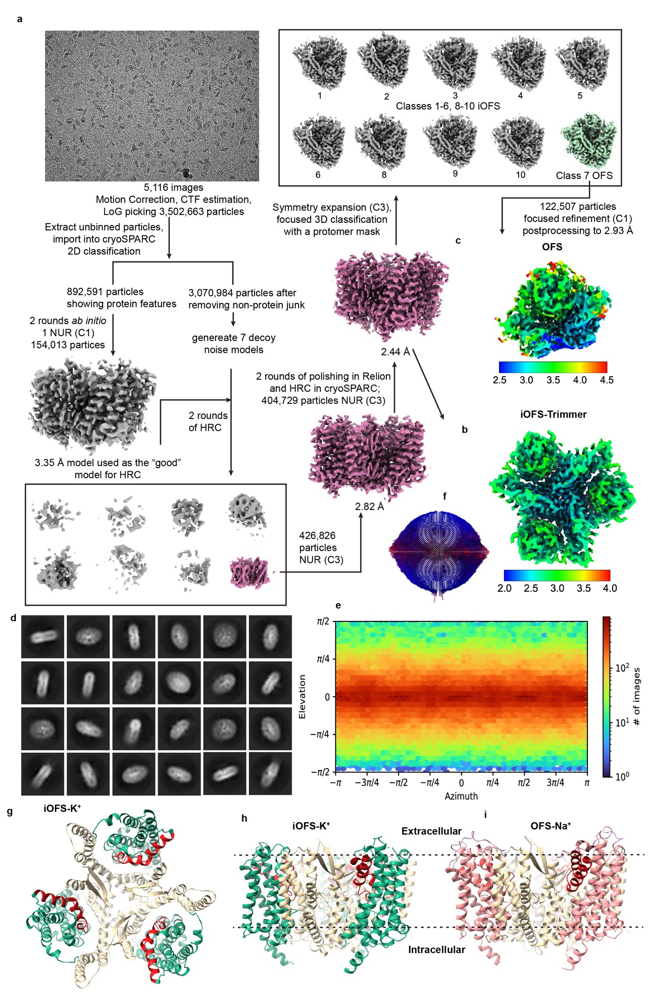 a
5,116 images
Motion Correction, CTF estimation,
LoG picking 3,502,663 particles
Extract unbinned particles,
import into cryoSPARC
2D classification
892,591 particles
showing protein features
3,070,984 particles after
removing non-protein junk
2 rounds ab initio
1 NUR (C1)
154,013 partices
genereate 7 decoy
noise models
2 rounds
of HRC
3.35 Å model used as the “good”
model for HRC
426,826
particles
NUR (C3)
2.82 Å
2 rounds of polishing in Relion
and HRC in cryoSPARC;
404,729 particles NUR (C3)
2.44 Å
Symmetry expansion (C3),
focused 3D classification
with a protomer mask
1
2
3
4
5
Classes 1-6, 8-10 iOFS
6
8
9
10
Class 7 OFS
122,507 particles
focused refinement (C1)
postprocessing to 2.93 Å
c
OFS
2.5
3.0
3.5
4.0
4.5
b
iOFS-Trimmer
2.0
2.5
3.0
3.5
4.0
f
d
e
π/2
π/4
0
−π/4
−π/2
Elevation
−π
−3π/4
−π/2
−π/4
0
π/4
π/2
3π/4
π
Azimuth
10²
10¹
10⁰
# of images
g
iOFS-K⁺
h
iOFS-K⁺
Extracellular
Intracellular
i
OFS-Na⁺